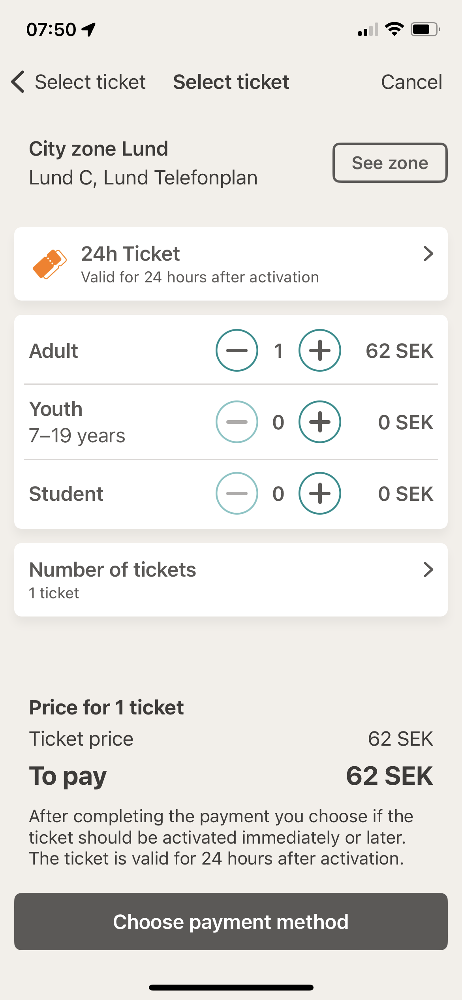 07:50
Select ticket Select ticket Cancel
City zone Lund
Lund C, Lund Telefonplan
See zone
24h Ticket
Valid for 24 hours after activation
Adult 1 62 SEK
Youth
7–19 years
0 0 SEK
Student 0 0 SEK
Number of tickets
1 ticket
Price for 1 ticket
Ticket price 62 SEK
To pay 62 SEK
After completing the payment you choose if the
ticket should be activated immediately or later.
The ticket is valid for 24 hours after activation.
Choose payment method